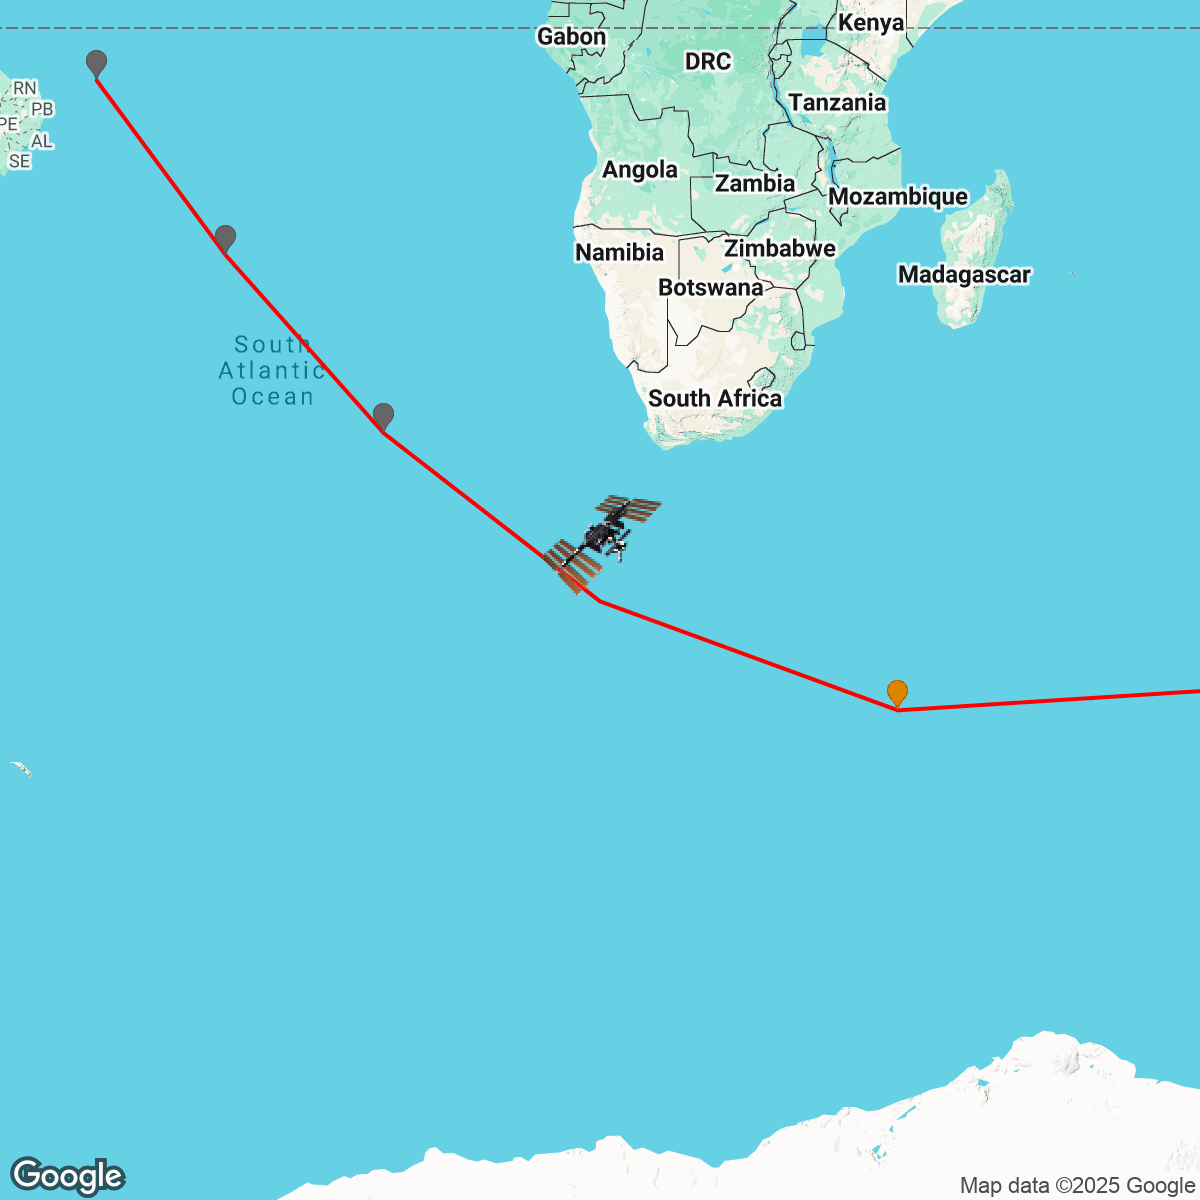 Gabon
Kenya
DRC
RN
PB
PE
AL
SE
Tanzania
Angola
Zambia
Mozambique
Namibia
Zimbabwe
Botswana
Madagascar
South
Atlantic
Ocean
South Africa
Google
Map data ©2025 Google